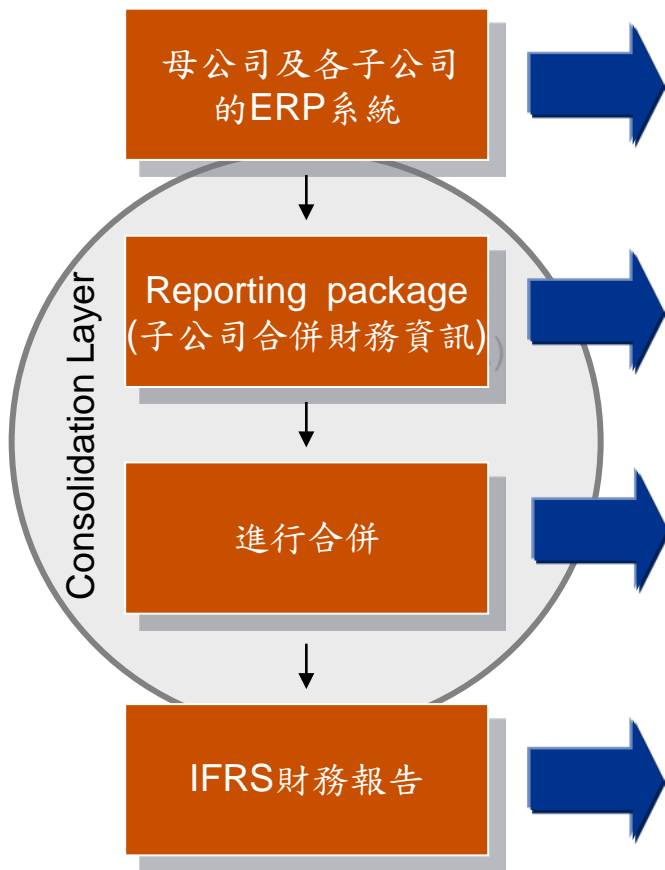 母公司及各子公司
的ERP系統
Consolidation Layer
Reporting package
(子公司合併財務資訊)
)
進行合併
IFRS財務報告